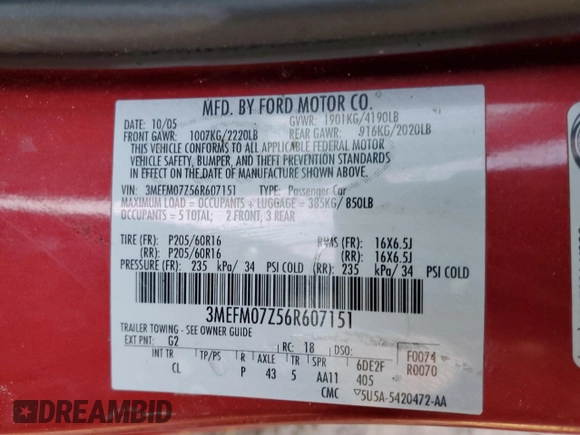 MFD. BY FORD MOTOR CO.
DATE: 10/05 GVWR: 1901KG/4190LB
FRONT GAWR: 1007KG/2220LB REAR GAWR: 916KG/2020LB
THIS VEHICLE CONFORMS TO ALL APPLICABLE FEDERAL MOTOR
VEHICLE SAFETY, BUMPER, AND THEFT PREVENTION STANDARDS
IN EFFECT ON THE DATE OF MANUFACTURE SHOWN ABOVE.
VIN: 3MEFM07Z56R607151 TYPE: Passenger Car
MAXIMUM LOAD = OCCUPANTS + LUGGAGE = 385KG/850LB
OCCUPANTS = 5 TOTAL; 2 FRONT, 3 REAR
TIRE (FR): P205/60R16 RIMS (FR): 16X6.5J
(RR): P205/60R16 (RR): 16X6.5J
PRESSURE (FR): 235 kPa/ 34 PSI COLD (RR): 235 kPa/ 34 PSI COLD
3MEFM07Z56R607151
TRAILER TOWING - SEE OWNER GUIDE
EXT PNT: G2 RC: 18 DSO: F0074
INT TR TP/PS R AXLE TR SPR 6DE2F R0070
CL P 43 5 AA11 405
CMC 5U5A-5420472-AA
DREAMBID
FIND. BID. WIN. DRIVE.